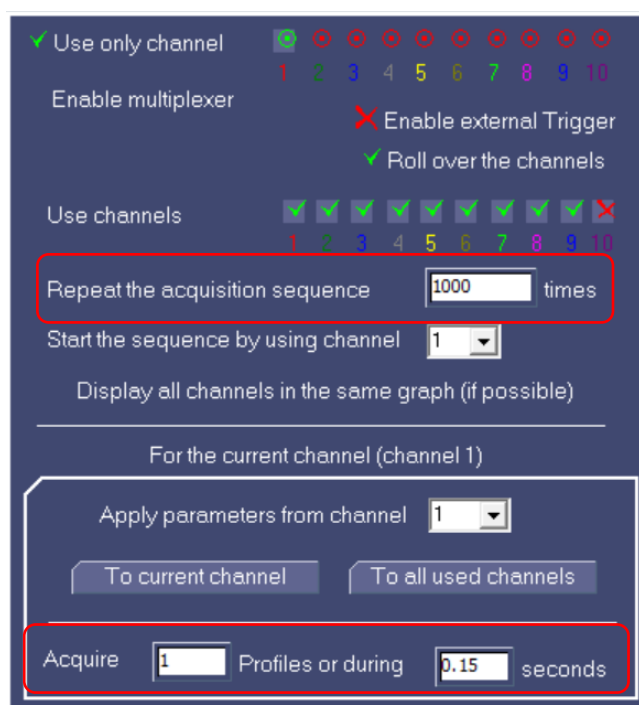 Use only channel
1 2 3 4 5 6 7 8 9 10
Enable multiplexer
Enable external Trigger
Roll over the channels
Use channels
1 2 3 4 5 6 7 8 9 10
Repeat the acquisition sequence 1000 times
Start the sequence by using channel 1
Display all channels in the same graph (if possible)
For the current channel (channel 1)
Apply parameters from channel 1
To current channel To all used channels
Acquire 1 Profiles or during 0.15 seconds